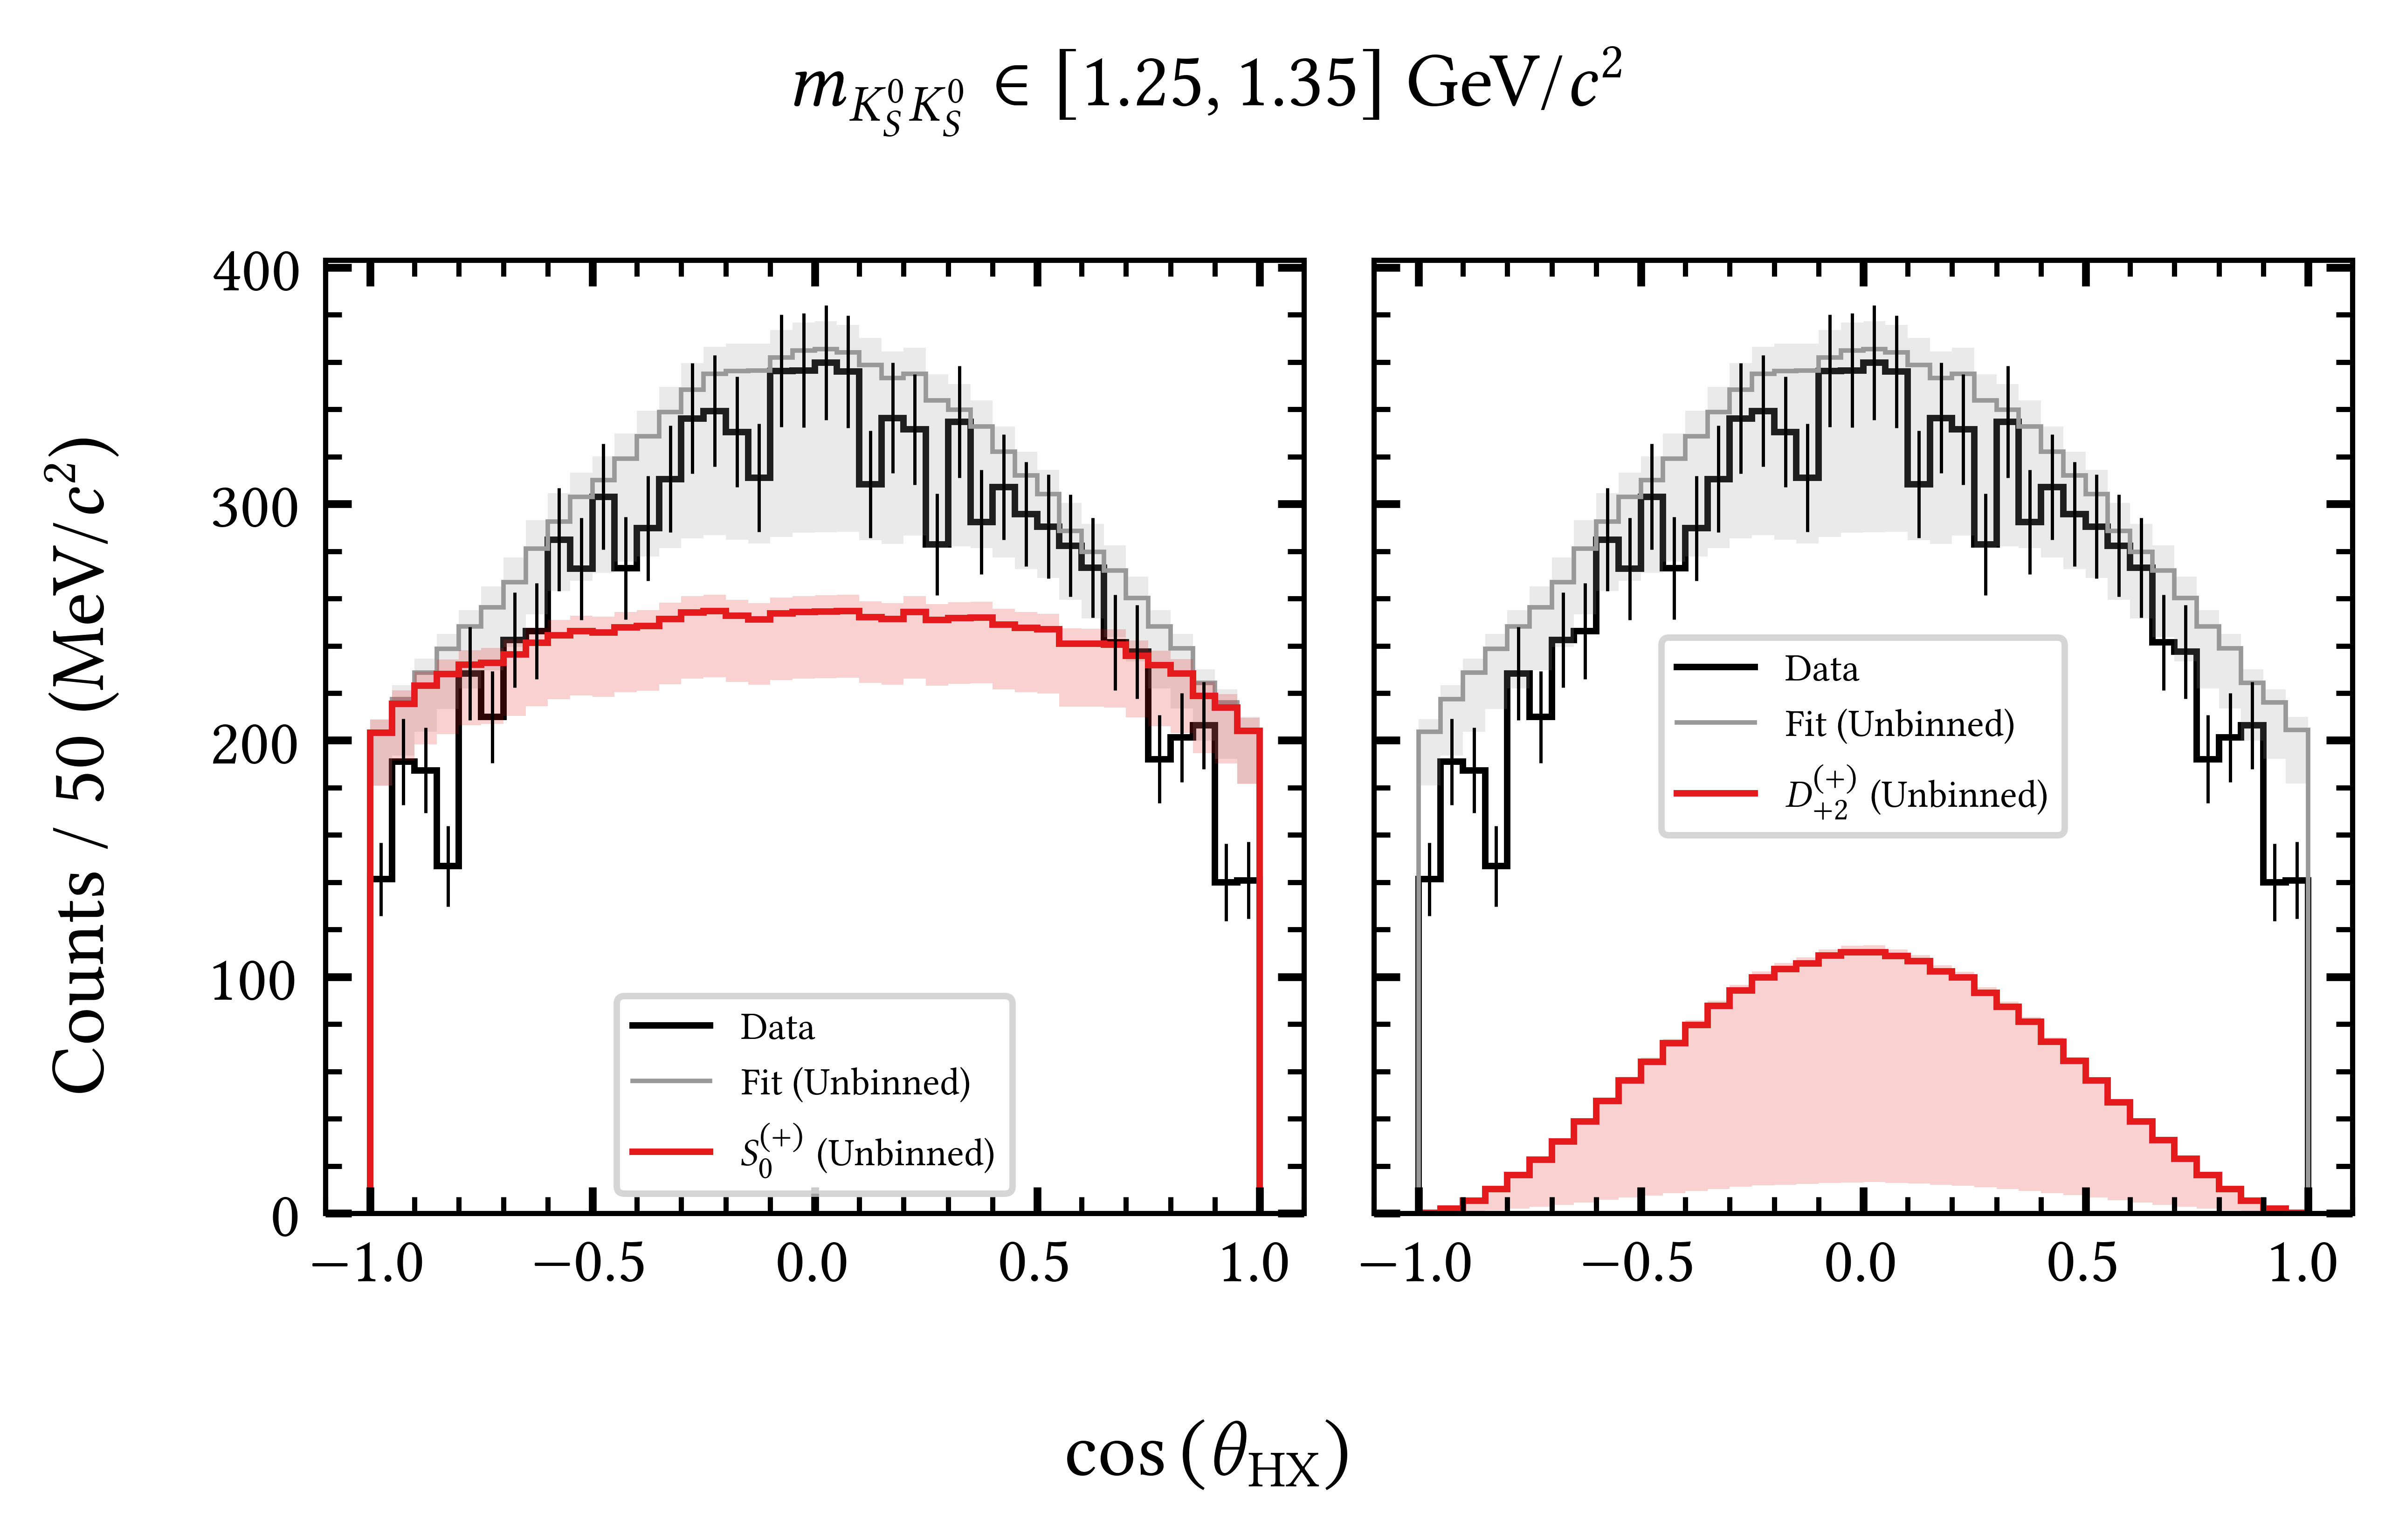 m_{K_S^0 K_S^0} ∈ [1.25, 1.35] GeV/c²
Counts / 50 (MeV/c²)
400
300
200
100
0
Data
Fit (Unbinned)
S_0^{(+)} (Unbinned)
−1.0 −0.5 0.0 0.5 1.0
Data
Fit (Unbinned)
D_{+2}^{(+)} (Unbinned)
−1.0 −0.5 0.0 0.5 1.0
cos (θ_{HX})